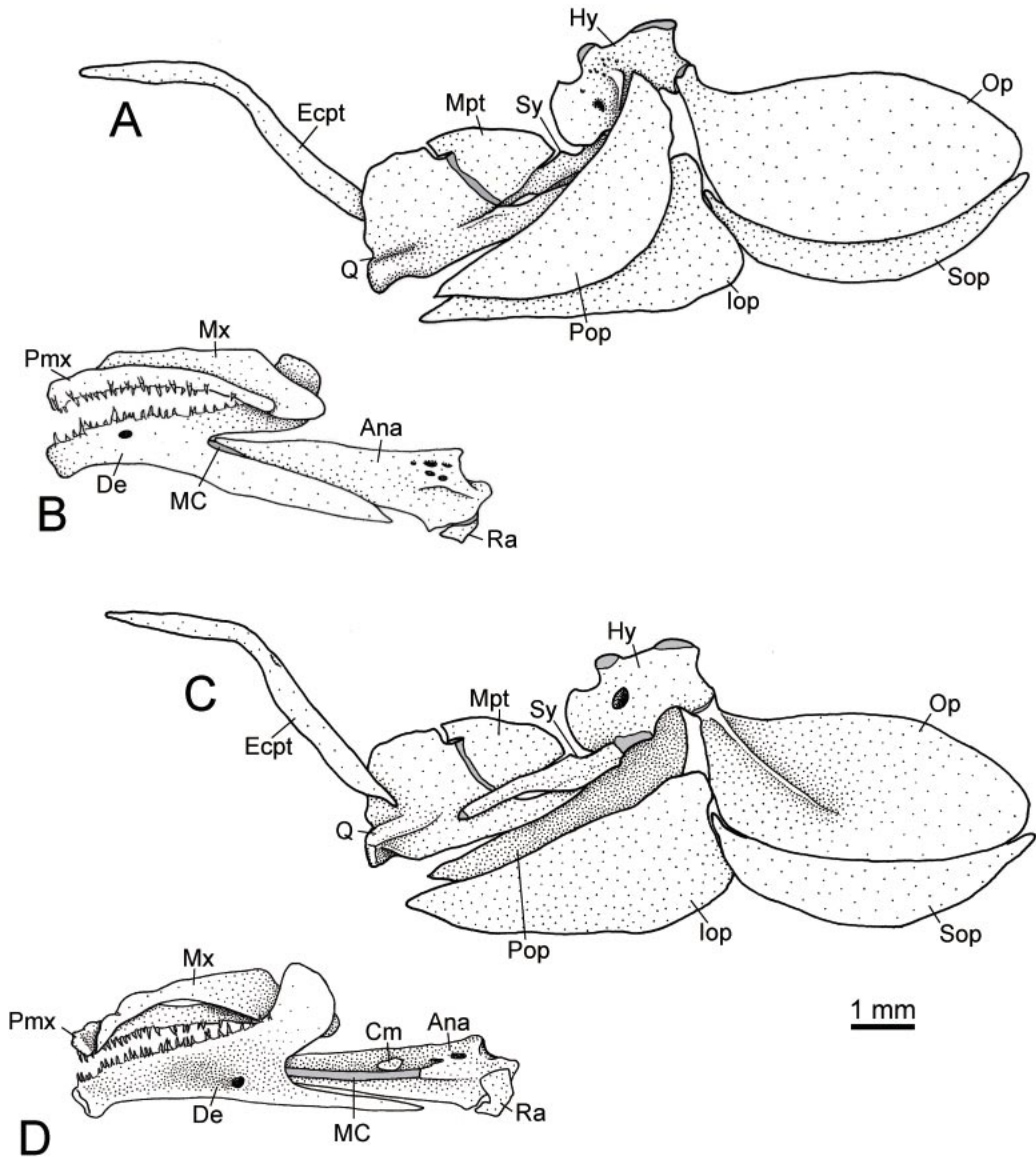 Hy
Op
Sy
Mpt
Ecpt
A
Q
Sop
Iop
Pop
Mx
Pmx
Ana
De
MC
B
Ra
Hy
C
Sy
Mpt
Op
Ecpt
Q
Iop
Sop
Pop
Mx
1 mm
Pmx
Cm
Ana
De
MC
Ra
D